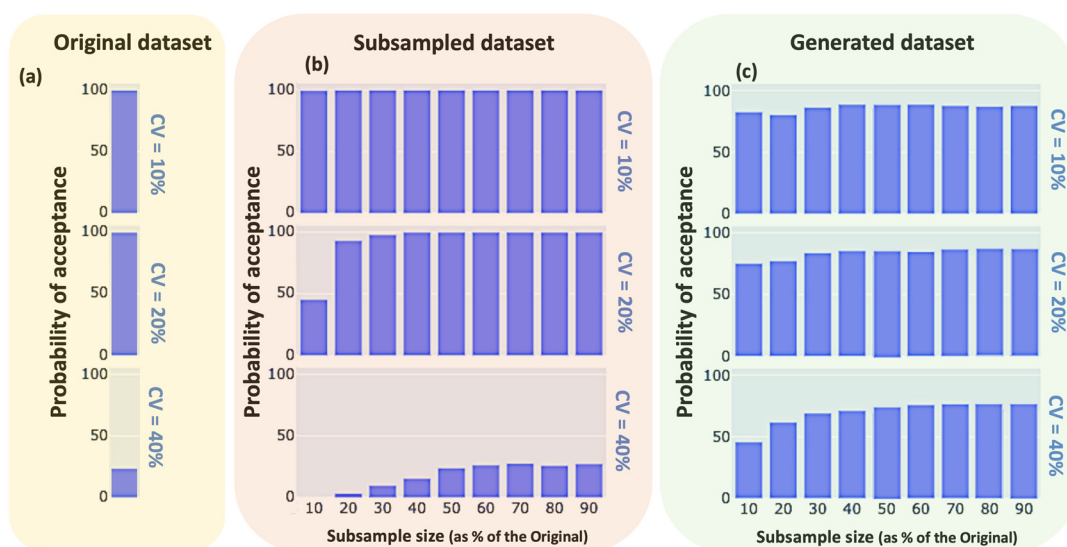 Original dataset
(a)
Probability of acceptance
100
50
0
CV = 10%
100
50
0
CV = 20%
100
50
0
CV = 40%
Subsampled dataset
(b)
Probability of acceptance
100
50
0
CV = 10%
100
50
0
CV = 20%
100
50
0
CV = 40%
10 20 30 40 50 60 70 80 90
Subsample size (as % of the Original)
Generated dataset
(c)
Probability of acceptance
100
50
0
CV = 10%
100
50
0
CV = 20%
100
50
0
CV = 40%
10 20 30 40 50 60 70 80 90
Subsample size (as % of the Original)